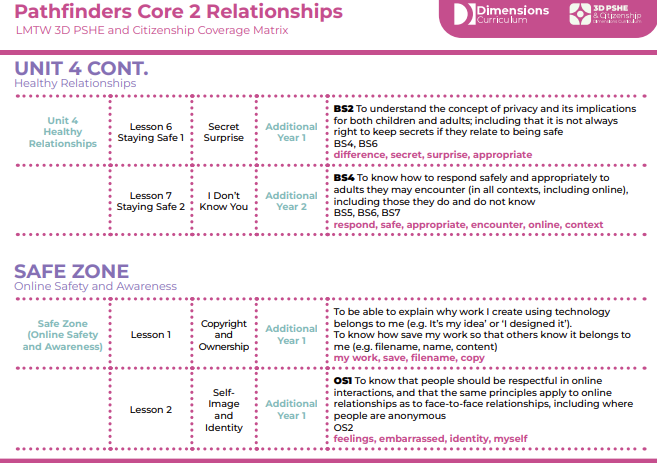 Pathfinders Core 2 Relationships
LMTW 3D PSHE and Citizenship Coverage Matrix
Dimensions
Curriculum
3D PSHE
& Citizenship
UNIT 4 CONT.
Healthy Relationships
Unit 4
Healthy
Relationships
Lesson 6
Staying Safe 1
Secret
Surprise
Additional
Year 1
BS2 To understand the concept of privacy and its implications
for both children and adults; including that it is not always
right to keep secrets if they relate to being safe
BS4, BS6
difference, secret, surprise, appropriate
Lesson 7
Staying Safe 2
I Don't
Know You
Additional
Year 2
BS4 To know how to respond safely and appropriately to
adults they may encounter (in all contexts, including online),
including those they do and do not know
BS5, BS6, BS7
respond, safe, appropriate, encounter, online, context
SAFE ZONE
Online Safety and Awareness
Safe Zone
(Online Safety
and Awareness)
Lesson 1
Copyright
and
Ownership
Additional
Year 1
To be able to explain why work I create using technology
belongs to me (e.g. It's my idea' or 'I designed it').
To know how save my work so that others know it belongs to
me (e.g. filename, name, content)
my work, save, filename, copy
Lesson 2
Self-
Image
and
Identity
Additional
Year 1
OS1 To know that people should be respectful in online
interactions, and that the same principles apply to online
relationships as to face-to-face relationships, including where
people are anonymous
OS2
feelings, embarrassed, identity, myself